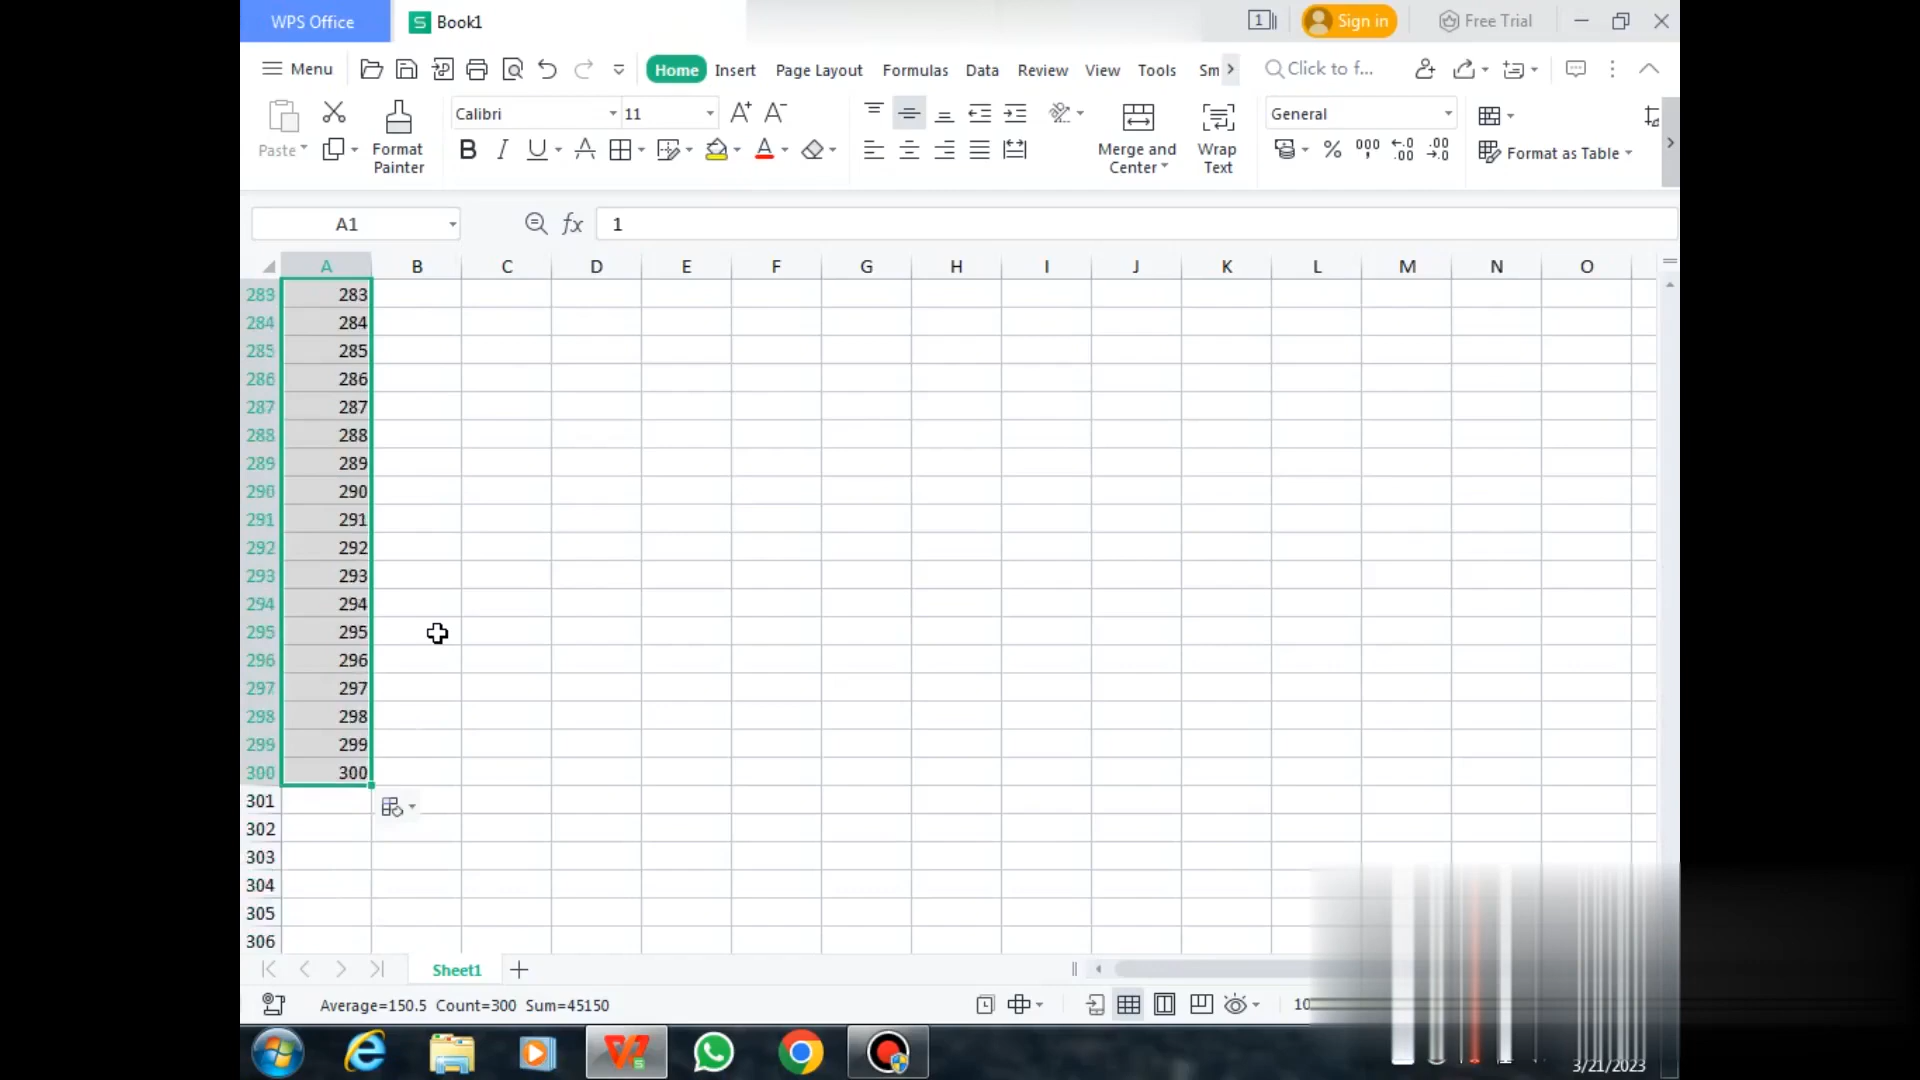 WPS Office
S Book1
1
Sign in
Free Trial
Menu
Home Insert Page Layout Formulas Data Review View Tools Sm
Click to f...
Paste
Format Painter
Calibri 11
Merge and Center
Wrap Text
General
Format as Table
A1
fx 1
A B C D E F G H I J K L M N O
283 283
284 284
285 285
286 286
287 287
288 288
289 289
290 290
291 291
292 292
293 293
294 294
295 295
296 296
297 297
298 298
299 299
300 300
301
302
303
304
305
306
Sheet1
Average=150.5 Count=300 Sum=45150
3/21/2023